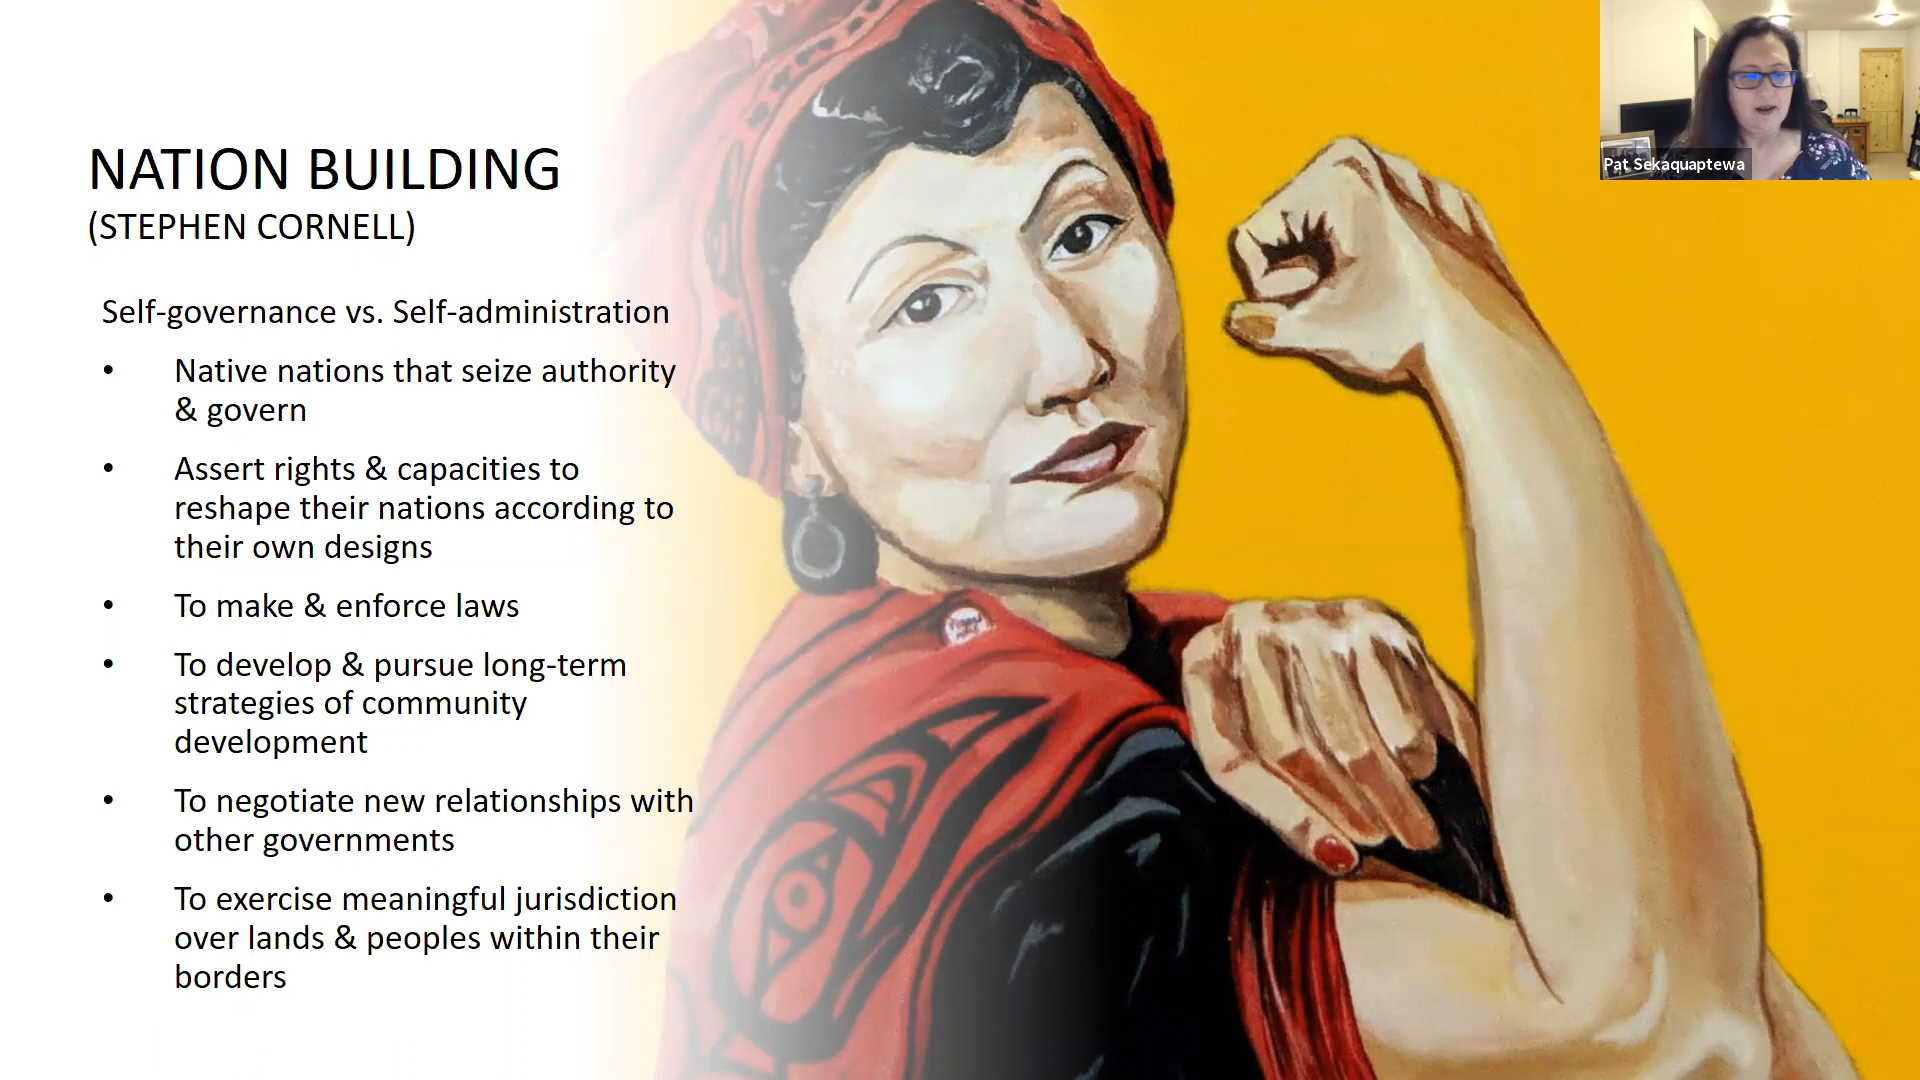 NATION BUILDING
(STEPHEN CORNELL)
Self-governance vs. Self-administration
• Native nations that seize authority
& govern
• Assert rights & capacities to
reshape their nations according to
their own designs
• To make & enforce laws
• To develop & pursue long-term
strategies of community
development
• To negotiate new relationships with
other governments
• To exercise meaningful jurisdiction
over lands & peoples within their
borders
Pat Sekaquaptewa